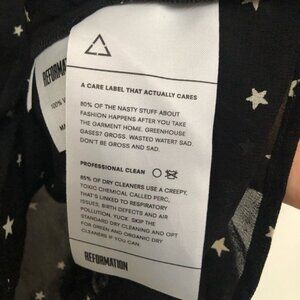 A CARE LABEL THAT ACTUALLY CARES
80% OF THE NASTY STUFF ABOUT
FASHION HAPPENS AFTER YOU TAKE
THE GARMENT HOME. GREENHOUSE
GASES? GROSS. WASTED WATER? SAD.
DON'T BE GROSS AND SAD.
PROFESSIONAL CLEAN
85% OF DRY CLEANERS USE A CREEPY,
TOXIC CHEMICAL CALLED PERC,
THAT'S LINKED TO RESPIRATORY
ISSUES, BIRTH DEFECTS AND AIR
POLLUTION. YUCK. SKIP THE
STANDARD DRY CLEANING AND OPT
FOR GREEN AND ORGANIC DRY
CLEANERS IF YOU CAN.
REFORMATION
REFORMATION
100% V
MA